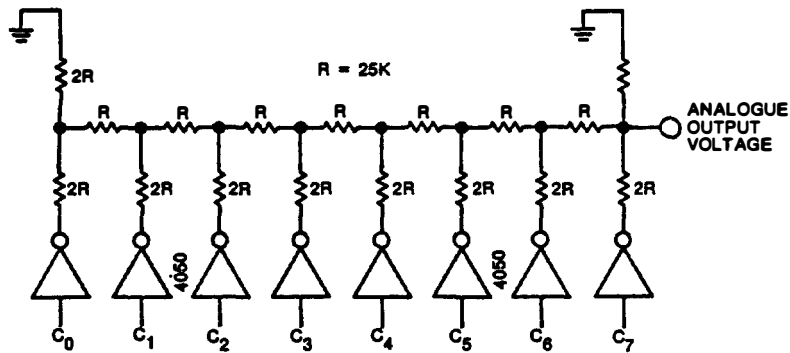 2R
R = 25K
R R R R R R R
ANALOGUE
OUTPUT
VOLTAGE
2R 2R 2R 2R 2R 2R 2R 2R
4050 4050
C0 C1 C2 C3 C4 C5 C6 C7